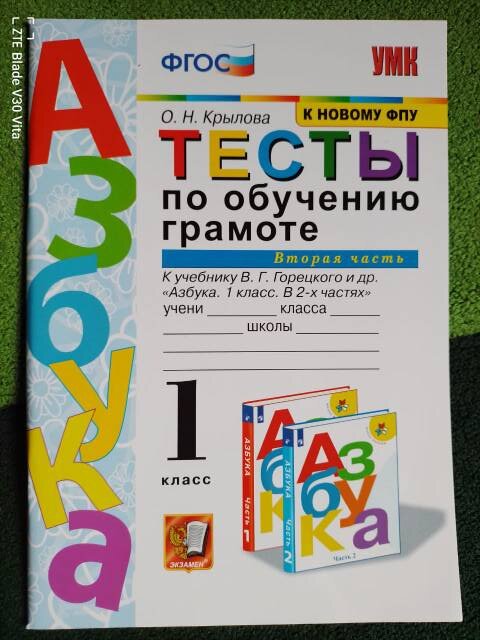 ZTE Blade V30 Vita
Азбука
ФГОС
УМК
К НОВОМУ ФПУ
О. Н. Крылова
ТЕСТЫ
по обучению
грамоте
Вторая часть
К учебнику В. Г. Горецкого и др.
«Азбука. 1 класс. В 2-х частях»
учени класса
школы
1
класс
АЗБУКА Часть 1
Азбука
АЗБУКА Часть 2
Азбука
Часть 2
ЭКЗАМЕН